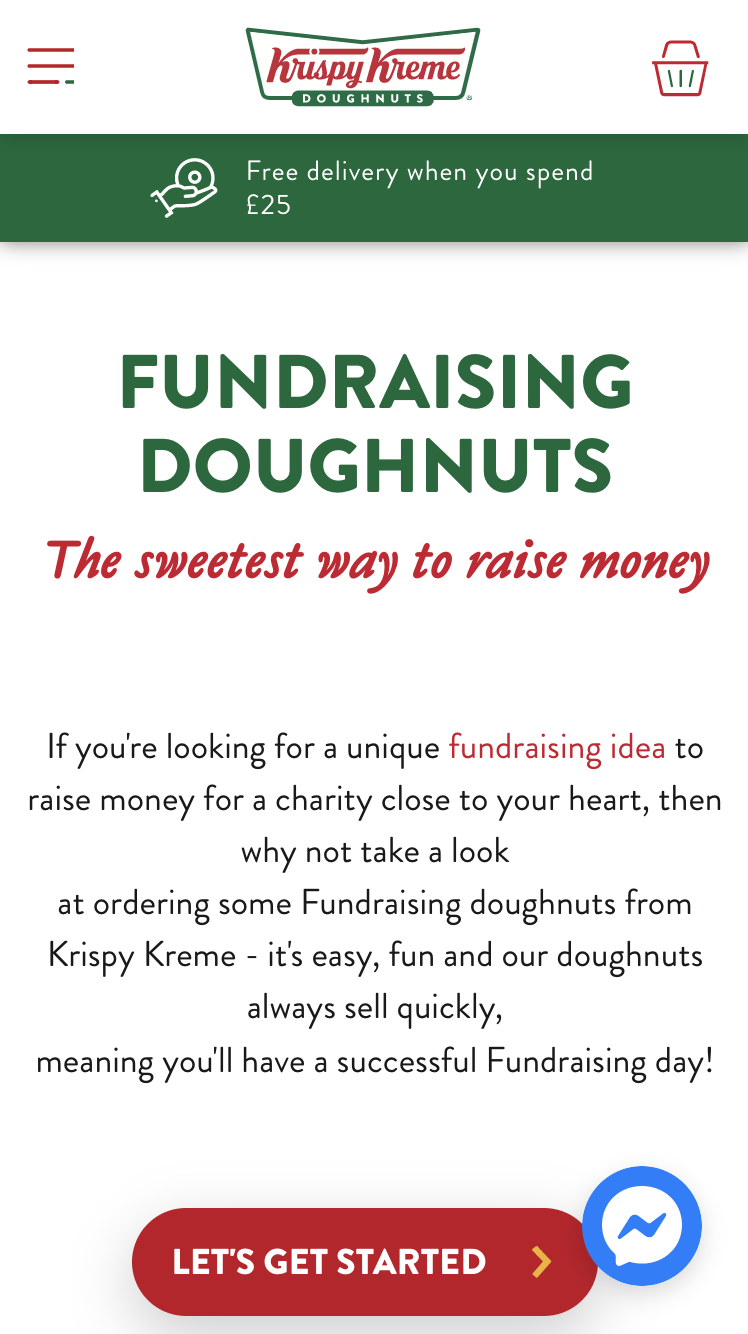 Krispy Kreme
DOUGHNUTS
Free delivery when you spend
£25
FUNDRAISING
DOUGHNUTS
The sweetest way to raise money
If you're looking for a unique fundraising idea to
raise money for a charity close to your heart, then
why not take a look
at ordering some Fundraising doughnuts from
Krispy Kreme - it's easy, fun and our doughnuts
always sell quickly,
meaning you'll have a successful Fundraising day!
LET'S GET STARTED